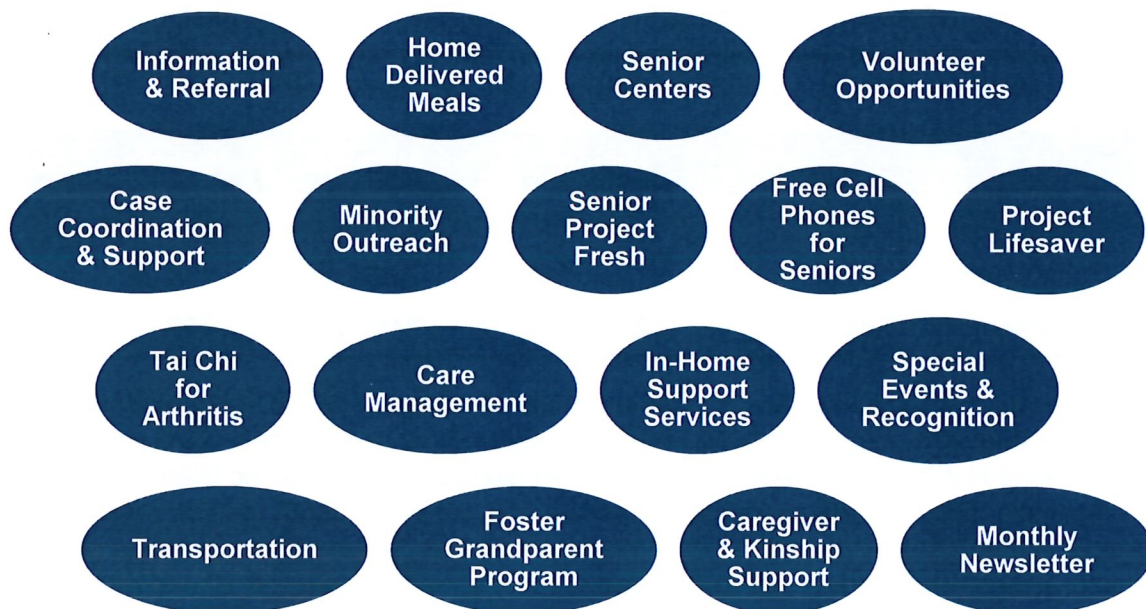 Information
& Referral
Home
Delivered
Meals
Senior
Centers
Volunteer
Opportunities
Case
Coordination
& Support
Minority
Outreach
Senior
Project
Fresh
Free Cell
Phones
for
Seniors
Project
Lifesaver
Tai Chi
for
Arthritis
Care
Management
In-Home
Support
Services
Special
Events &
Recognition
Transportation
Foster
Grandparent
Program
Caregiver
& Kinship
Support
Monthly
Newsletter